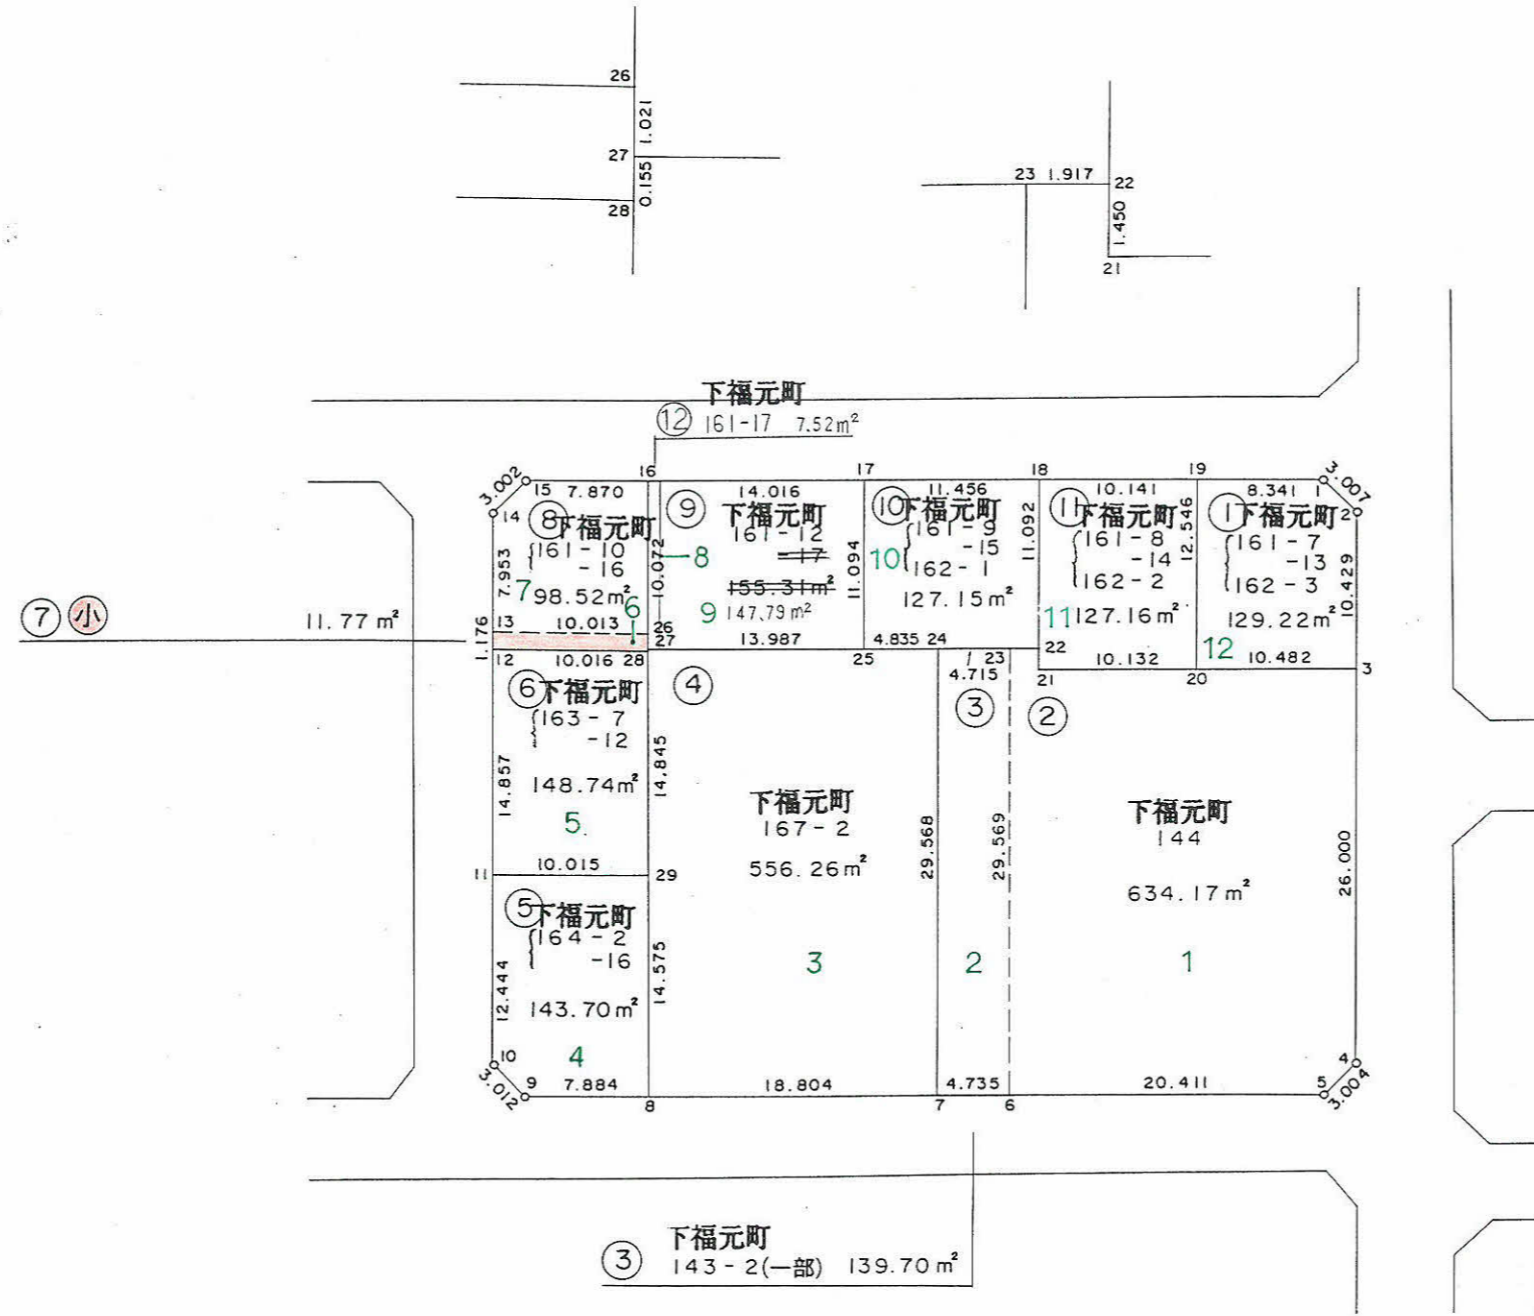 26
1.021
27
0.155
28
23 1.917 22
1.450
21
下福元町
⑫ 161-17 7.52m²
16 17 18 19
3.002 15 7.870 14.016 11.456 10.141 8.341 1 3.007
14 2
⑧ 下福元町
161-10
-16
7 98.52m²
7.953
6
10.072
8
⑨ 下福元町
161-12
-17
155.31m²
9 147.79m²
11.094
⑩ 下福元町
161-9
-15
10 162-1
127.15m²
11.092
⑪ 下福元町
161-8
-14
162-2
11 127.16m²
12.546
① 下福元町
161-7
-13
162-3
129.22m²
12
10.429
⑦ 小 11.77m²
1.176
13 10.013 26
27 13.987 4.835 24 22
12 10.016 28 25 23 10.132 10.482 3
4.715 21 20
⑥ 下福元町
163-7
-12
148.74m²
5.
14.857
14.845
④ ③ ②
下福元町
167-2
556.26m²
3
29.568
29.569
2
下福元町
144
634.17m²
1
26.000
11 10.015 29
⑤ 下福元町
164-2
-16
143.70m²
4
12.444
14.575
10 4
3.012 9 7.884 18.804 4.735 20.411 5 3.004
8 7 6
③ 下福元町
143-2(一部) 139.70m²